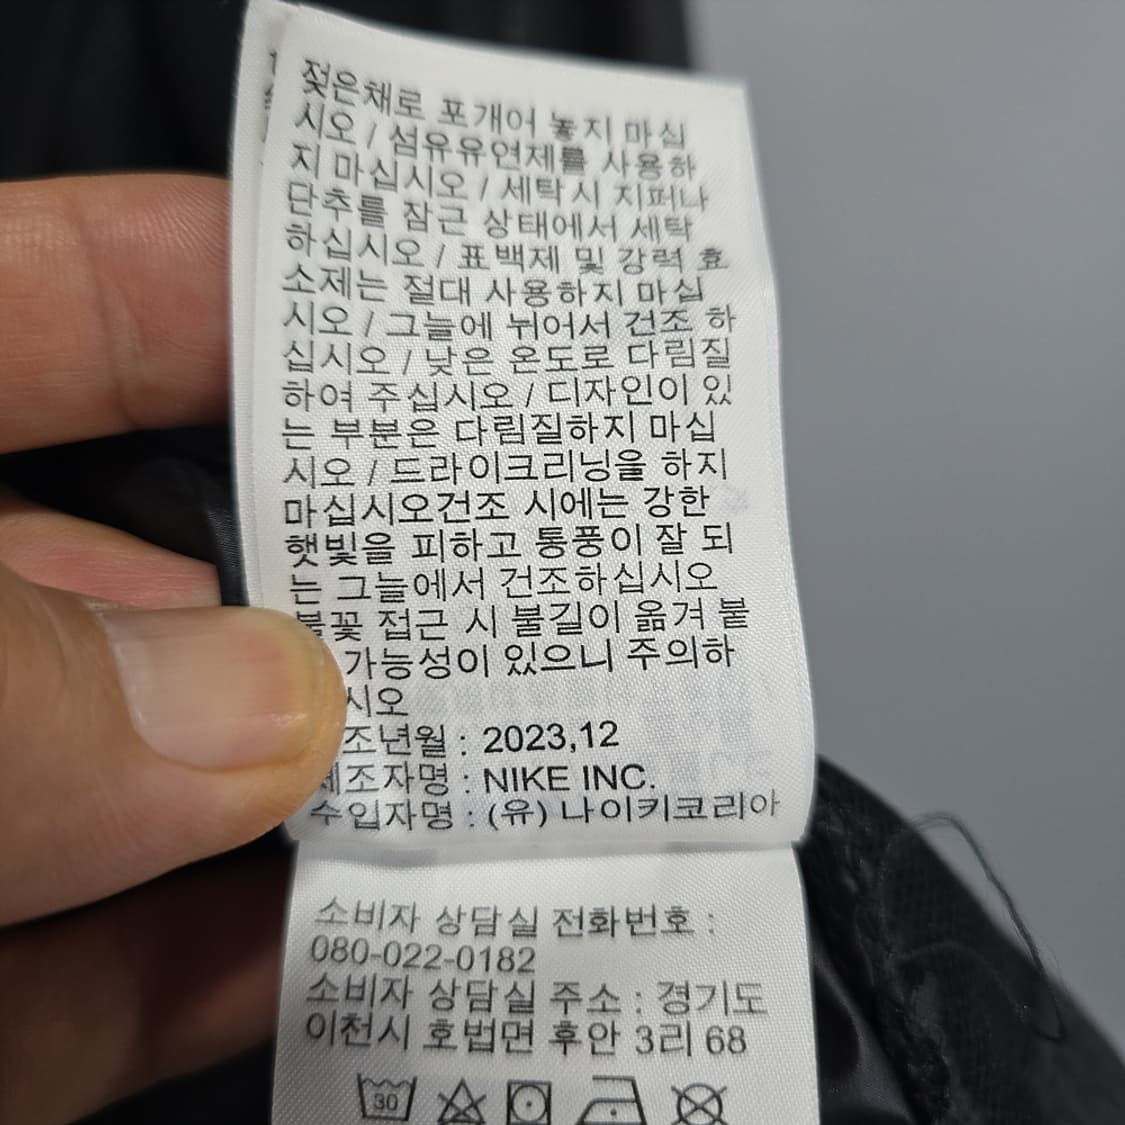 젖은채로 포개어 놓지 마십
시오 / 섬유유연제를 사용하
지 마십시오 / 세탁시 지퍼나
단추를 잠근 상태에서 세탁
하십시오 / 표백제 및 강력 효
소제는 절대 사용하지 마십
시오 / 그늘에 뉘어서 건조 하
십시오 / 낮은 온도로 다림질
하여 주십시오 / 디자인이 있
는 부분은 다림질하지 마십
시오 / 드라이크리닝을 하지
마십시오건조 시에는 강한
햇빛을 피하고 통풍이 잘 되
는 그늘에서 건조하십시오
불꽃 접근 시 불길이 옮겨 붙
가능성이 있으니 주의하
시오
조년월 : 2023,12
제조자명 : NIKE INC.
수입자명 : (유) 나이키코리아
소비자 상담실 전화번호 :
080-022-0182
소비자 상담실 주소 : 경기도
이천시 호법면 후안 3리 68
30